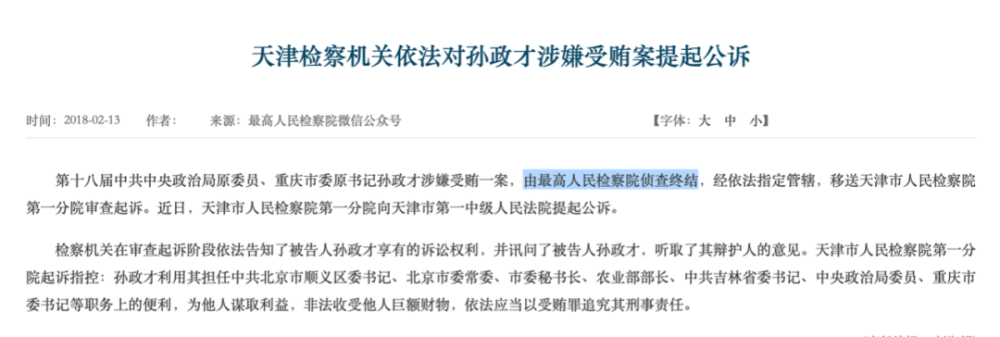 天津检察机关依法对孙政才涉嫌受贿案提起公诉
时间：2018-02-13 作者： 来源：最高人民检察院微信公众号 【字体：大 中 小】
第十八届中共中央政治局原委员、重庆市委原书记孙政才涉嫌受贿一案，由最高人民检察院侦查终结，经依法指定管辖，移送天津市人民检察院
第一分院审查起诉。近日，天津市人民检察院第一分院向天津市第一中级人民法院提起公诉。
检察机关在审查起诉阶段依法告知了被告人孙政才享有的诉讼权利，并讯问了被告人孙政才，听取了其辩护人的意见。天津市人民检察院第一分
院起诉指控：孙政才利用其担任中共北京市顺义区委书记、北京市委常委、市委秘书长、农业部部长、中共吉林省委书记、中央政治局委员、重庆市
委书记等职务上的便利，为他人谋取利益，非法收受他人巨额财物，依法应当以受贿罪追究其刑事责任。